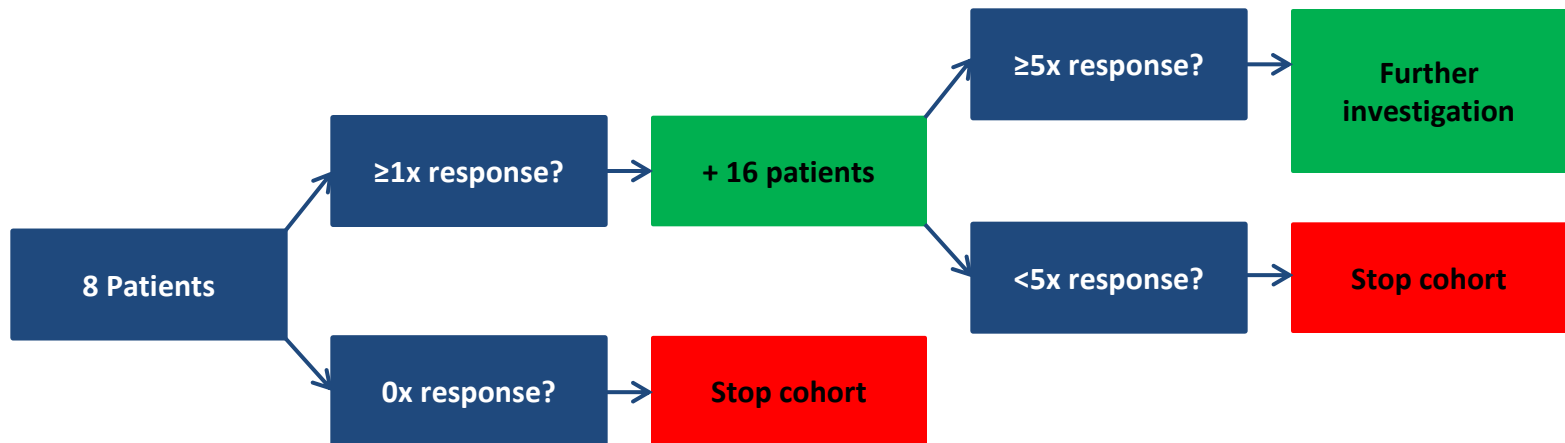 8 Patients
≥1x response?
0x response?
+ 16 patients
Stop cohort
≥5x response?
<5x response?
Further
investigation
Stop cohort